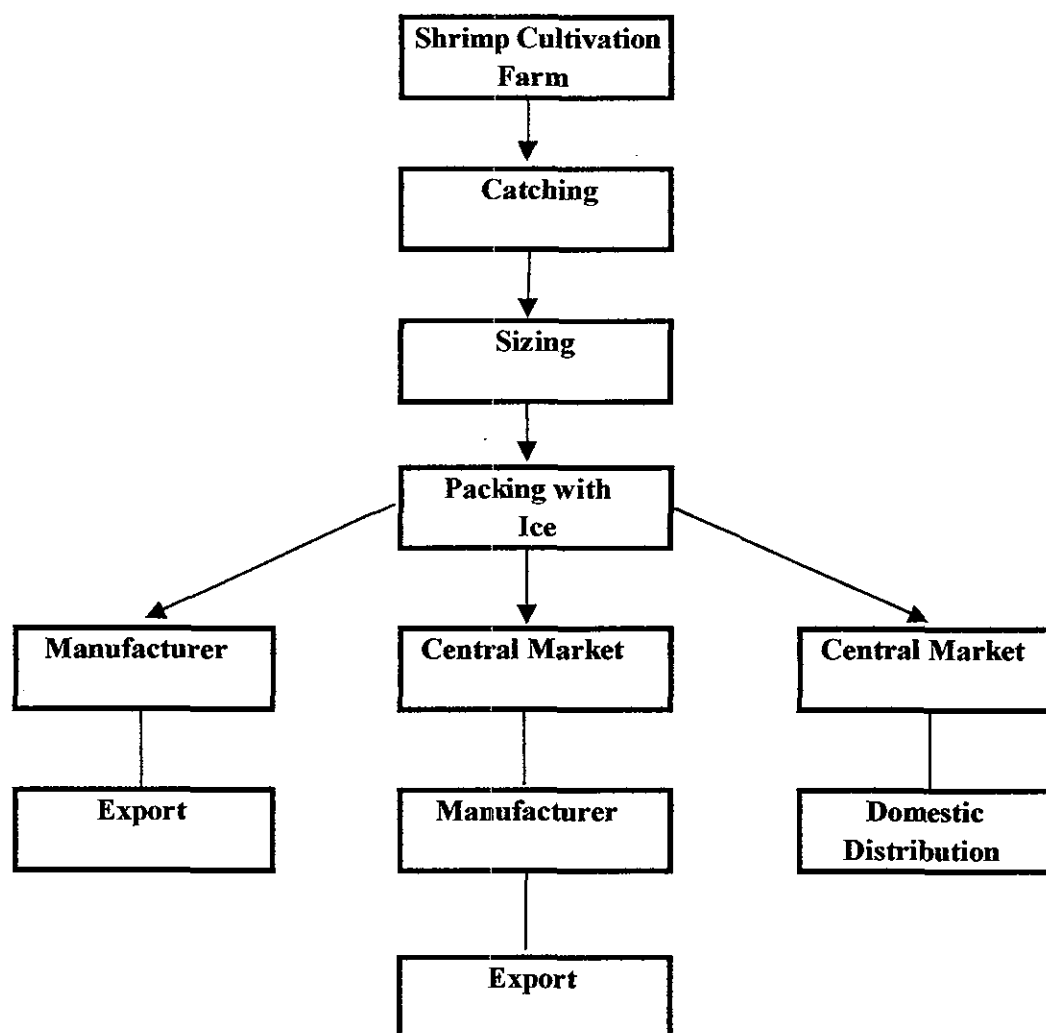 Shrimp Cultivation
Farm
Catching
Sizing
Packing with
Ice
Manufacturer
Central Market
Central Market
Export
Manufacturer
Domestic
Distribution
Export